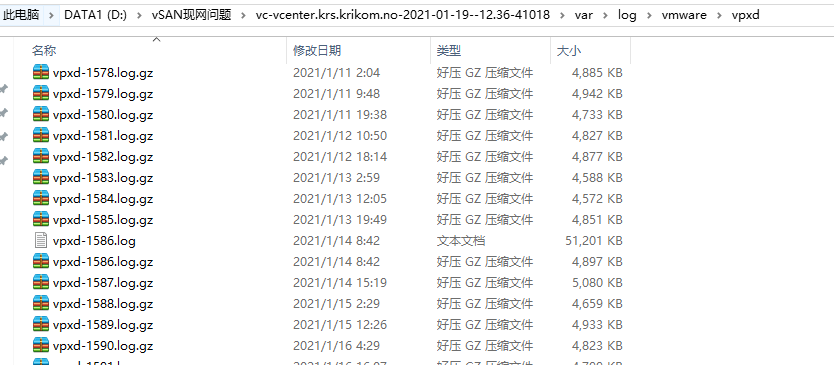 此电脑 > DATA1 (D:) > vSAN现网问题 > vc-vcenter.krs.krikom.no-2021-01-19--12.36-41018 > var > log > vmware > vpxd
名称 修改日期 类型 大小
vpxd-1578.log.gz 2021/1/11 2:04 好压 GZ 压缩文件 4,885 KB
vpxd-1579.log.gz 2021/1/11 9:48 好压 GZ 压缩文件 4,942 KB
vpxd-1580.log.gz 2021/1/11 19:38 好压 GZ 压缩文件 4,733 KB
vpxd-1581.log.gz 2021/1/12 10:50 好压 GZ 压缩文件 4,827 KB
vpxd-1582.log.gz 2021/1/12 18:14 好压 GZ 压缩文件 4,877 KB
vpxd-1583.log.gz 2021/1/13 2:59 好压 GZ 压缩文件 4,588 KB
vpxd-1584.log.gz 2021/1/13 12:05 好压 GZ 压缩文件 4,572 KB
vpxd-1585.log.gz 2021/1/13 19:49 好压 GZ 压缩文件 4,851 KB
vpxd-1586.log 2021/1/14 8:42 文本文档 51,201 KB
vpxd-1586.log.gz 2021/1/14 8:42 好压 GZ 压缩文件 4,897 KB
vpxd-1587.log.gz 2021/1/14 15:19 好压 GZ 压缩文件 5,080 KB
vpxd-1588.log.gz 2021/1/15 2:29 好压 GZ 压缩文件 4,659 KB
vpxd-1589.log.gz 2021/1/15 12:26 好压 GZ 压缩文件 4,933 KB
vpxd-1590.log.gz 2021/1/16 4:29 好压 GZ 压缩文件 4,823 KB